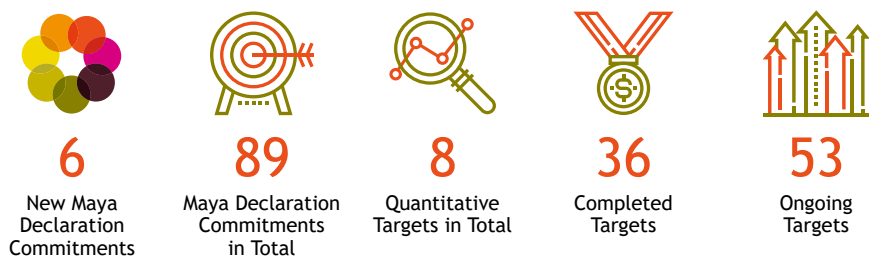 6
New Maya
Declaration
Commitments
89
Maya Declaration
Commitments
in Total
8
Quantitative
Targets in Total
$
36
Completed
Targets
53
Ongoing
Targets